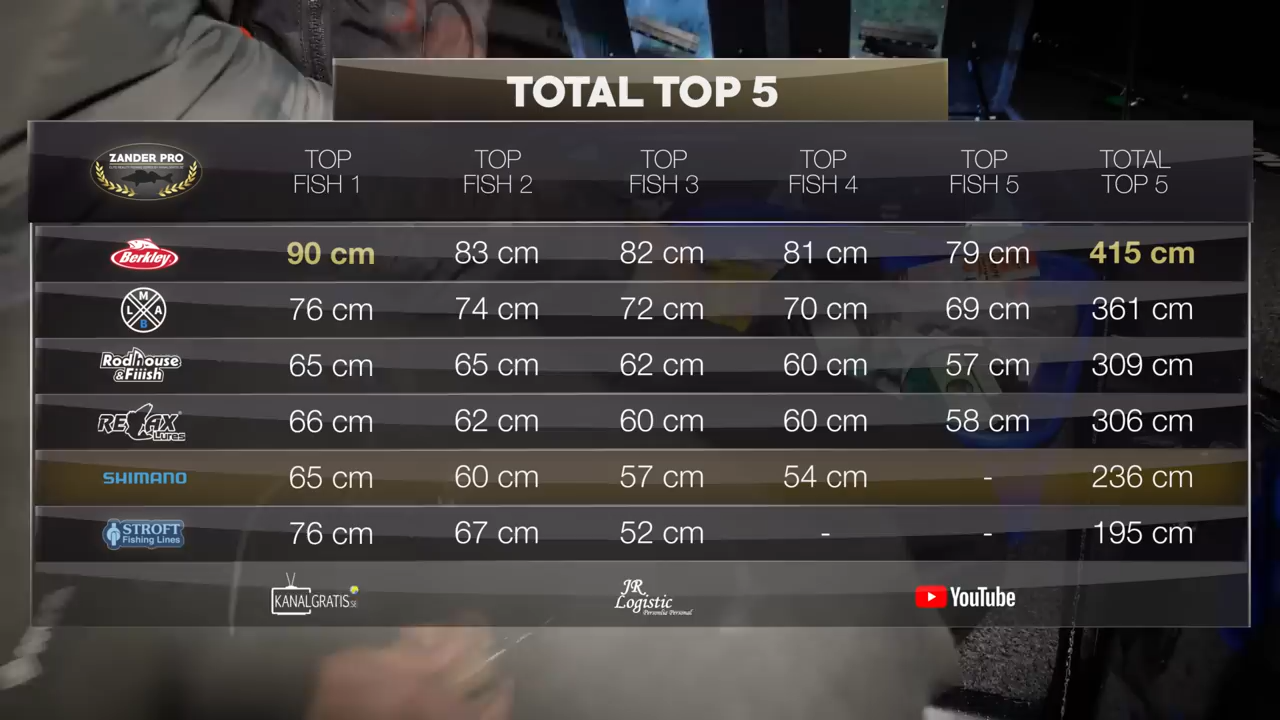 TOTAL TOP 5
ZANDER PRO
TOP FISH 1
TOP FISH 2
TOP FISH 3
TOP FISH 4
TOP FISH 5
TOTAL TOP 5
Berkley 90 cm 83 cm 82 cm 81 cm 79 cm 415 cm
LMAB 76 cm 74 cm 72 cm 70 cm 69 cm 361 cm
Rodhouse &Fiiish 65 cm 65 cm 62 cm 60 cm 57 cm 309 cm
RELAX Lures 66 cm 62 cm 60 cm 60 cm 58 cm 306 cm
SHIMANO 65 cm 60 cm 57 cm 54 cm - 236 cm
STROFT Fishing Lines 76 cm 67 cm 52 cm - - 195 cm
KANALGRATIS.SE
JR Logistic
YouTube